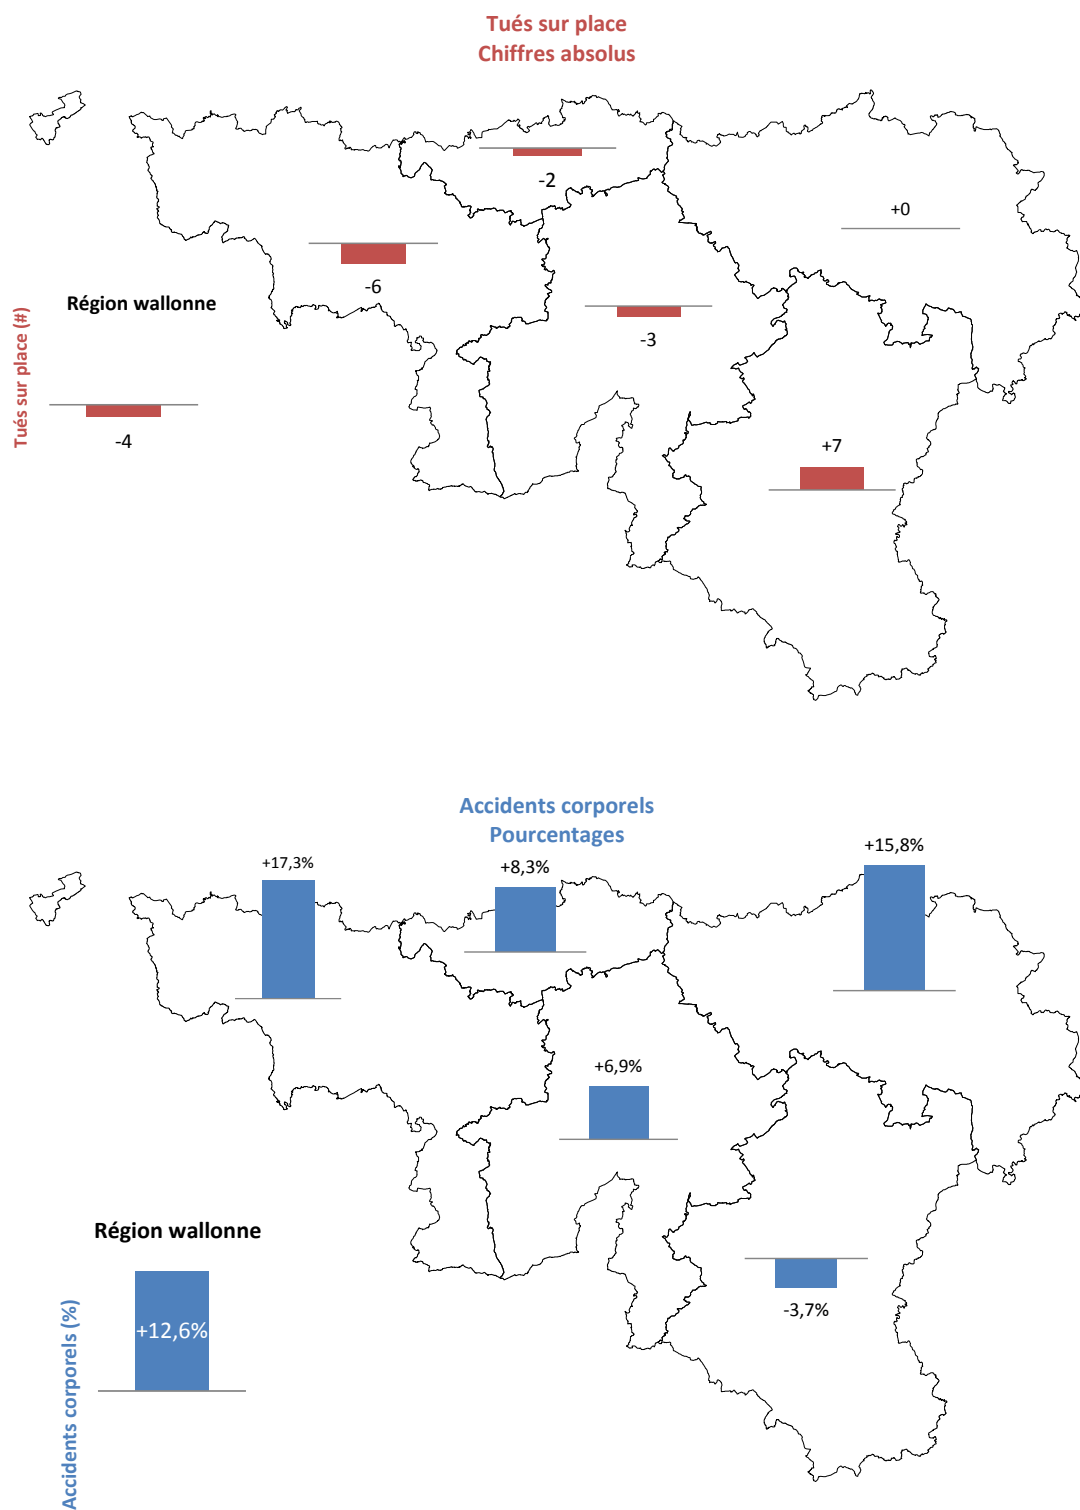 Tués sur place
Chiffres absolus
-2
+0
-6
Région wallonne
-3
Tués sur place (#)
-4
+7
Accidents corporels
Pourcentages
+17,3%
+8,3%
+15,8%
+6,9%
Région wallonne
-3,7%
+12,6%
Accidents corporels (%)